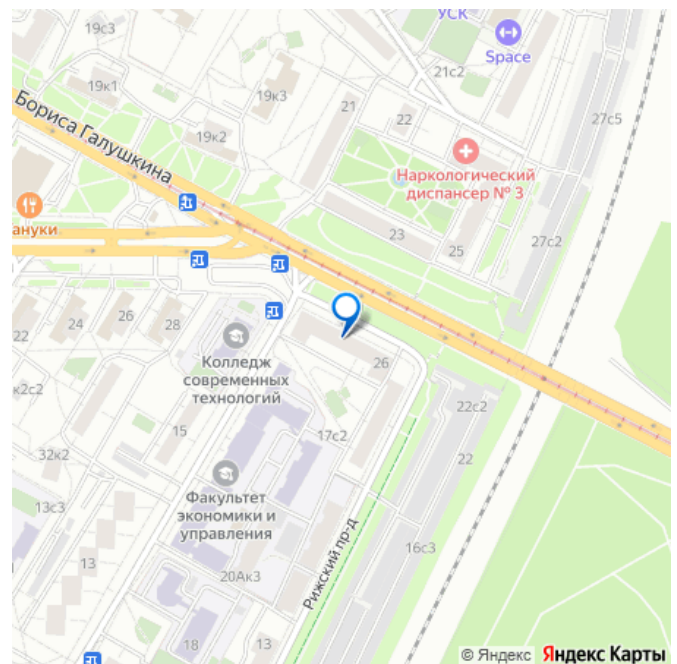 УСК
Space
19с3
21с2
19к1
19к3
21
22
27с5
19к2
Бориса Галушкина
Наркологический
диспансер № 3
ануки
23
25
27с2
22
24
26
28
Колледж
современных
технологий
26
к2с2
22с2
15
17с2
32к2
22
Факультет
экономики и
управления
13с3
16с3
13
20Ак3
Рижский пр-д
18
13
© Яндекс Яндекс Карты